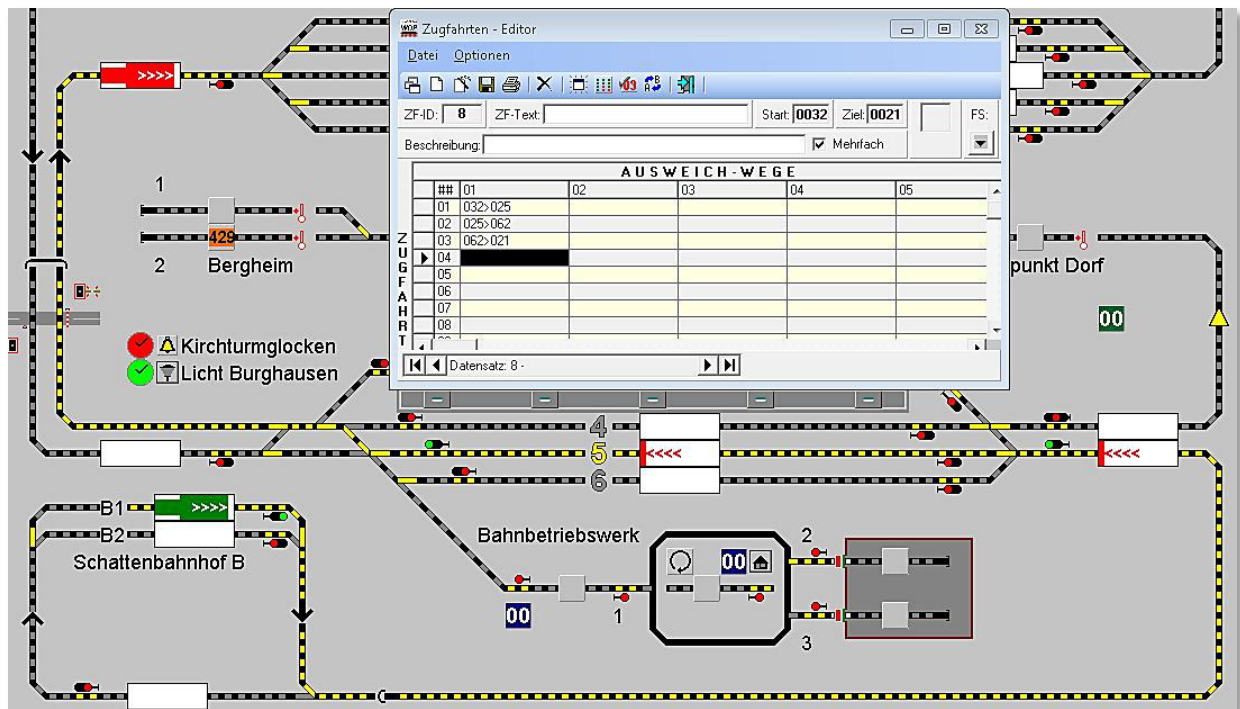 WDP Zugfahrten - Editor
Datei Optionen
03 A B
ZF-ID: 8 ZF-Text: Start: 0032 Ziel: 0021 FS:
Beschreibung: Mehrfach
AUSWEICH-WEGE
## 01 02 03 04 05
01 032>025
02 025>062
03 062>021
04
05
06
07
08
ZUGFAHRT
Datensatz: 8 -
>>>>
1
429
2 Bergheim
punkt Dorf
00
Kirchturmglocken
Licht Burghausen
4
5 <<<< <<<<
6
B1 >>>>
B2
Schattenbahnhof B
Bahnbetriebswerk
00 2
00 1
3